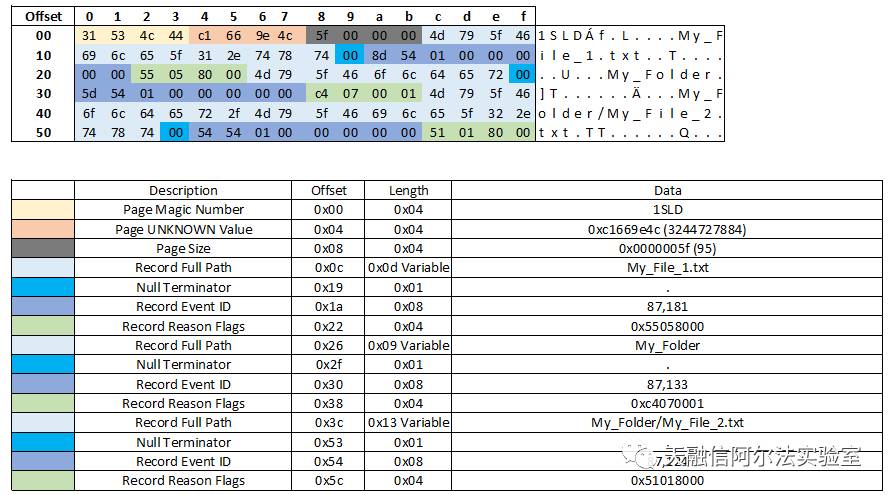 Offset 0 1 2 3 4 5 6 7 8 9 a b c d e f
00 31 53 4c 44 c1 66 9e 4c 5f 00 00 00 4d 79 5f 46 1SLDÁf.L....My_F
10 69 6c 65 5f 31 2e 74 78 74 00 8d 54 01 00 00 00 ile_1.txt..T....
20 00 00 55 05 80 00 4d 79 5f 46 6f 6c 64 65 72 00 ..U...My_Folder.
30 5d 54 01 00 00 00 00 00 c4 07 00 01 4d 79 5f 46 ]T......Ä...My_F
40 6f 6c 64 65 72 2f 4d 79 5f 46 69 6c 65 5f 32 2e older/My_File_2.
50 74 78 74 00 54 54 01 00 00 00 00 00 51 01 80 00 txt.TT......Q...
Description Offset Length Data
Page Magic Number 0x00 0x04 1SLD
Page UNKNOWN Value 0x04 0x04 0xc1669e4c (3244727884)
Page Size 0x08 0x04 0x0000005f (95)
Record Full Path 0x0c 0x0d Variable My_File_1.txt
Null Terminator 0x19 0x01 .
Record Event ID 0x1a 0x08 87,181
Record Reason Flags 0x22 0x04 0x55058000
Record Full Path 0x26 0x09 Variable My_Folder
Null Terminator 0x2f 0x01 .
Record Event ID 0x30 0x08 87,133
Record Reason Flags 0x38 0x04 0xc4070001
Record Full Path 0x3c 0x13 Variable My_Folder/My_File_2.txt
Null Terminator 0x53 0x01
Record Event ID 0x54 0x08
Record Reason Flags 0x5c 0x04 0x51018000
天融信阿尔法实验室